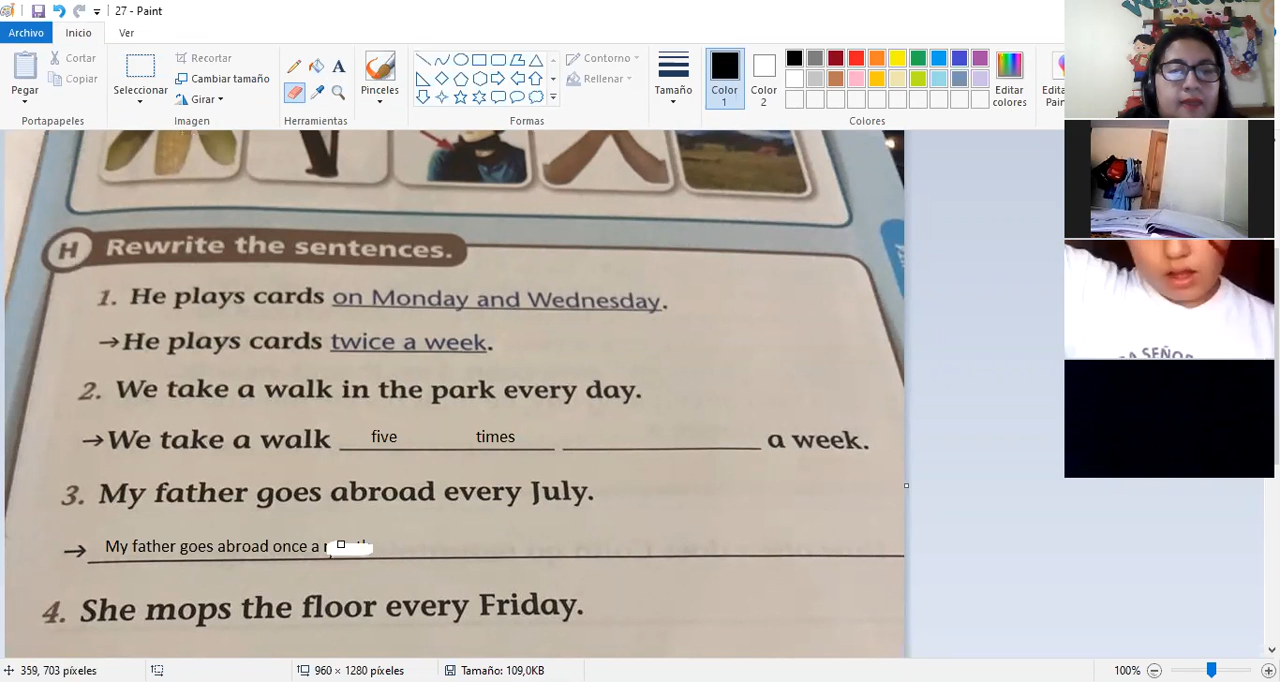 27 - Paint
Archivo Inicio Ver
Pegar
Cortar
Copiar
Portapapeles
Seleccionar
Recortar
Cambiar tamaño
Girar
Imagen
Herramientas
Pinceles
Contorno
Rellenar
Formas
Tamaño
Color 1
Color 2
Editar colores
Colores
H Rewrite the sentences.
1. He plays cards on Monday and Wednesday.
→He plays cards twice a week.
2. We take a walk in the park every day.
→We take a walk five times a week.
3. My father goes abroad every July.
→ My father goes abroad once a
4. She mops the floor every Friday.
SEÑOR
359, 703 píxeles
960 × 1280 píxeles
Tamaño: 109,0KB
100%